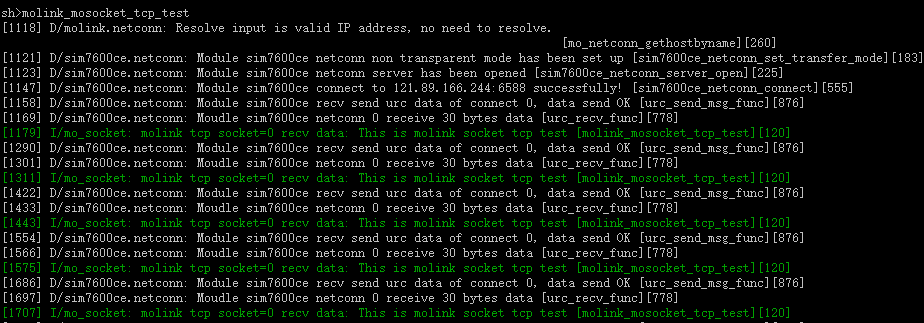 sh>molink_mosocket_tcp_test
[1118] D/molink.netconn: Resolve input is valid IP address, no need to resolve.
[mo_netconn_gethostbyname][260]
[1121] D/sim7600ce.netconn: Module sim7600ce netconn non transparent mode has been set up [sim7600ce_netconn_set_transfer_mode][183]
[1123] D/sim7600ce.netconn: Module sim7600ce netconn server has been opened [sim7600ce_netconn_server_open][225]
[1147] D/sim7600ce.netconn: Module sim7600ce connect to 121.89.166.244:6588 successfully! [sim7600ce_netconn_connect][555]
[1158] D/sim7600ce.netconn: Module sim7600ce recv send urc data of connect 0, data send OK [urc_send_msg_func][876]
[1169] D/sim7600ce.netconn: Moudle sim7600ce netconn 0 receive 30 bytes data [urc_recv_func][778]
[1179] I/mo_socket: molink tcp socket=0 recv data: This is molink socket tcp test [molink_mosocket_tcp_test][120]
[1290] D/sim7600ce.netconn: Module sim7600ce recv send urc data of connect 0, data send OK [urc_send_msg_func][876]
[1301] D/sim7600ce.netconn: Moudle sim7600ce netconn 0 receive 30 bytes data [urc_recv_func][778]
[1311] I/mo_socket: molink tcp socket=0 recv data: This is molink socket tcp test [molink_mosocket_tcp_test][120]
[1422] D/sim7600ce.netconn: Module sim7600ce recv send urc data of connect 0, data send OK [urc_send_msg_func][876]
[1433] D/sim7600ce.netconn: Moudle sim7600ce netconn 0 receive 30 bytes data [urc_recv_func][778]
[1443] I/mo_socket: molink tcp socket=0 recv data: This is molink socket tcp test [molink_mosocket_tcp_test][120]
[1554] D/sim7600ce.netconn: Module sim7600ce recv send urc data of connect 0, data send OK [urc_send_msg_func][876]
[1566] D/sim7600ce.netconn: Moudle sim7600ce netconn 0 receive 30 bytes data [urc_recv_func][778]
[1575] I/mo_socket: molink tcp socket=0 recv data: This is molink socket tcp test [molink_mosocket_tcp_test][120]
[1686] D/sim7600ce.netconn: Module sim7600ce recv send urc data of connect 0, data send OK [urc_send_msg_func][876]
[1697] D/sim7600ce.netconn: Moudle sim7600ce netconn 0 receive 30 bytes data [urc_recv_func][778]
[1707] I/mo_socket: molink tcp socket=0 recv data: This is molink socket tcp test [molink_mosocket_tcp_test][120]